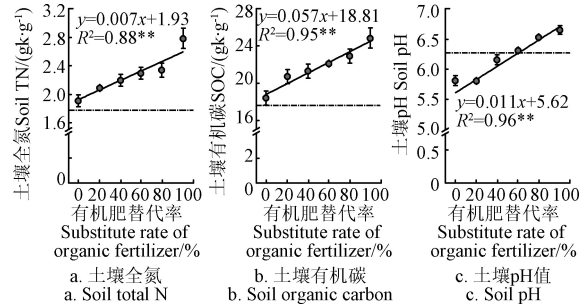 土壤全氮Soil TN/(gk·g⁻¹)
y=0.007x+1.93
R²=0.88**
2.8
2.4
2.0
1.6
0
0 20 40 60 80 100
有机肥替代率
Substitute rate of
organic fertilizer/%
a. 土壤全氮
a. Soil total N
土壤有机碳SOC/(gk·g⁻¹)
y=0.057x+18.81
R²=0.95**
28
24
20
16
2
0
0 20 40 60 80 100
有机肥替代率
Substitute rate of
organic fertilizer/%
b. 土壤有机碳
b. Soil organic carbon
土壤pH Soil pH
7.0
6.5
6.0
5.5
5.0
0.5
0
y=0.011x+5.62
R²=0.96**
0 20 40 60 80 100
有机肥替代率
Substitute rate of
organic fertilizer/%
c. 土壤pH值
c. Soil pH